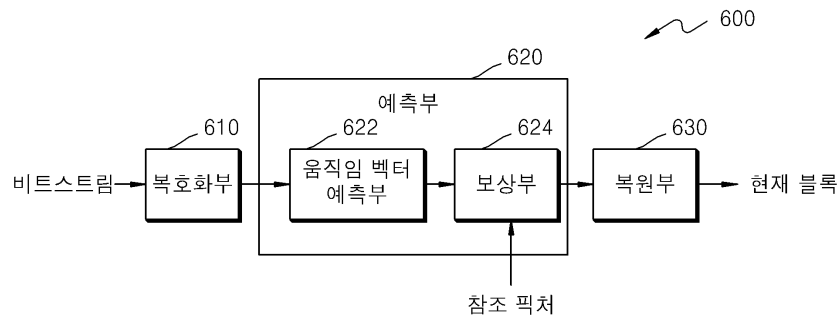 600
620
예측부
610
622
624
630
비트스트림
복호화부
움직임 벡터
예측부
보상부
복원부
현재 블록
참조 픽처